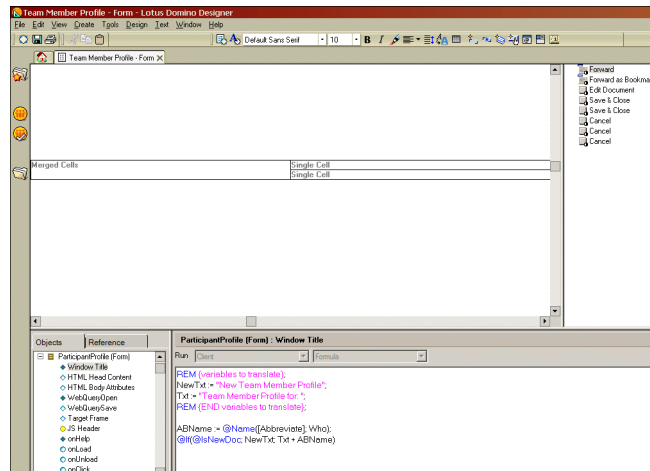 Team Member Profile - Form - Lotus Domino Designer
File Edit View Create Tools Design Text Window Help
Default Sans Serif 10 B I
Team Member Profile - Form
Forward
Forward as Bookma
Edit Document
Save & Close
Save & Close
Cancel
Cancel
Cancel
Merged Cells Single Cell
Single Cell
Objects Reference
ParticipantProfile (Form) : Window Title
Run Client Formula
ParticipantProfile (Form)
Window Title
HTML Head Content
HTML Body Attributes
WebQueryOpen
WebQuerySave
Target Frame
JS Header
onHelp
onLoad
onUnload
onClick
REM {variables to translate};
NewTxt := "New Team Member Profile";
Txt := "Team Member Profile for: ";
REM {END variables to translate};
ABName := @Name([Abbreviate]; Who);
@If(@IsNewDoc; NewTxt; Txt + ABName)